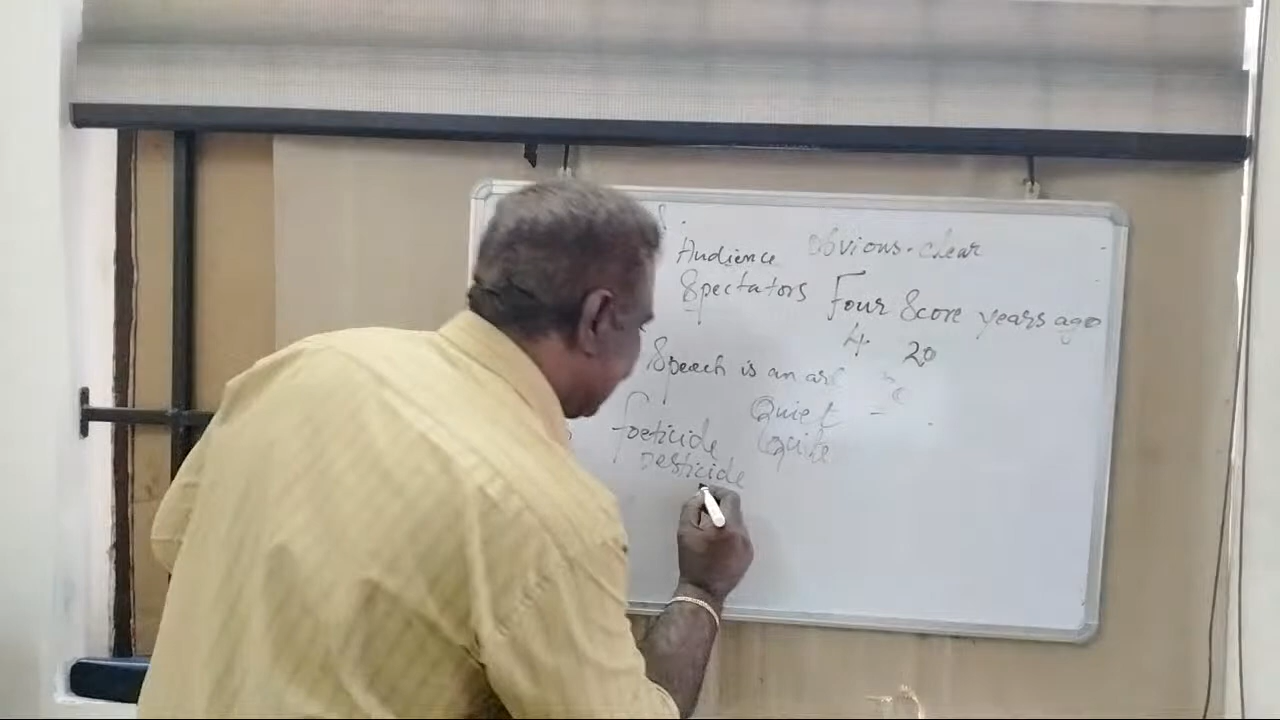 Audience Obvious. clear
Spectators Four Score years ago
4 20
Speech is an art
Quiet
foeticide Quite
pesticide